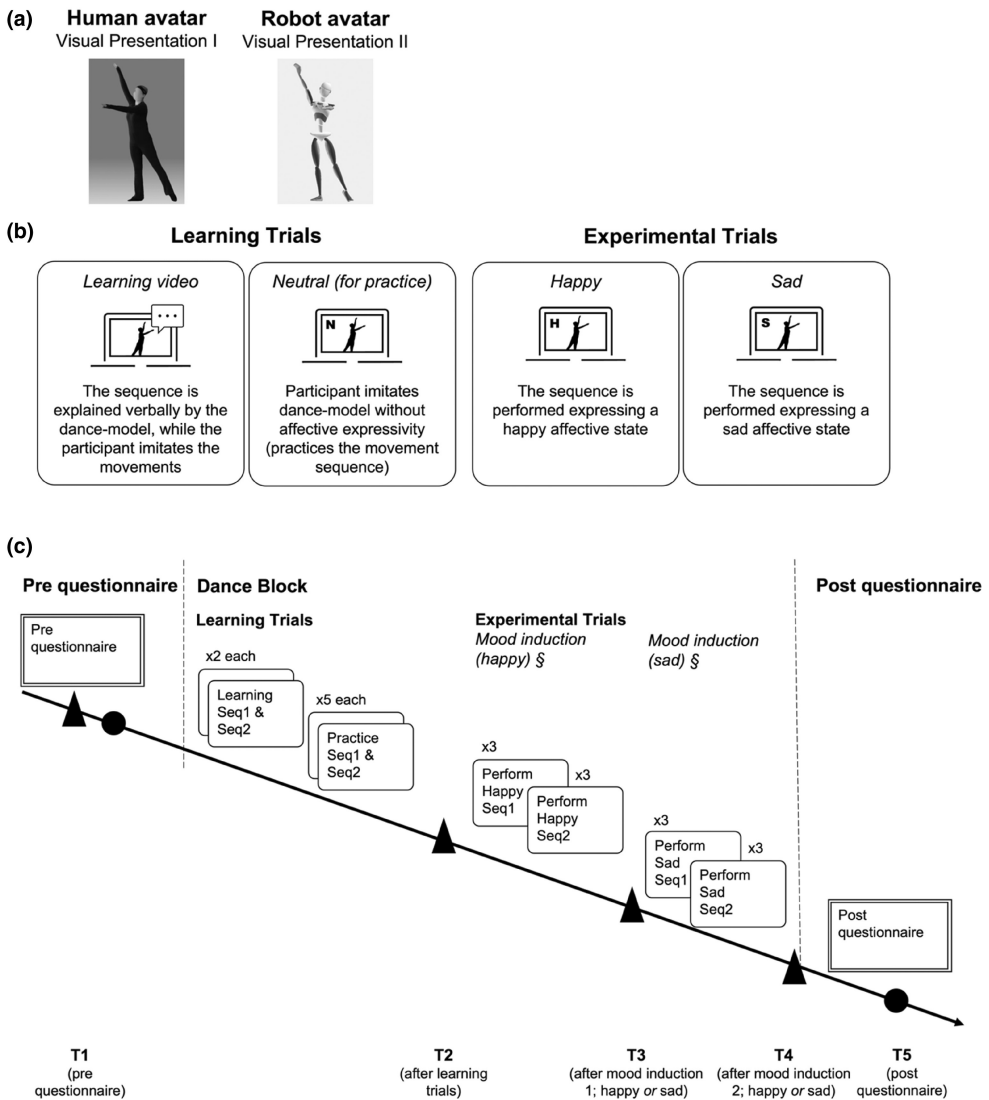 (a)
Human avatar
Visual Presentation I
Robot avatar
Visual Presentation II
(b)
Learning Trials
Experimental Trials
Learning video
The sequence is
explained verbally by the
dance-model, while the
participant imitates the
movements
Neutral (for practice)
N
Participant imitates
dance-model without
affective expressivity
(practices the movement
sequence)
Happy
H
The sequence is
performed expressing a
happy affective state
Sad
S
The sequence is
performed expressing a
sad affective state
(c)
Pre questionnaire
Dance Block
Post questionnaire
Pre
questionnaire
Learning Trials
x2 each
Learning
Seq1 &
Seq2
x5 each
Practice
Seq1 &
Seq2
Experimental Trials
Mood induction
(happy) §
x3
Perform
Happy
Seq1
x3
Perform
Happy
Seq2
Mood induction
(sad) §
x3
Perform
Sad
Seq1
x3
Perform
Sad
Seq2
Post
questionnaire
T1
(pre
questionnaire)
T2
(after learning
trials)
T3
(after mood induction
1; happy or sad)
T4
(after mood induction
2; happy or sad)
T5
(post
questionnaire)